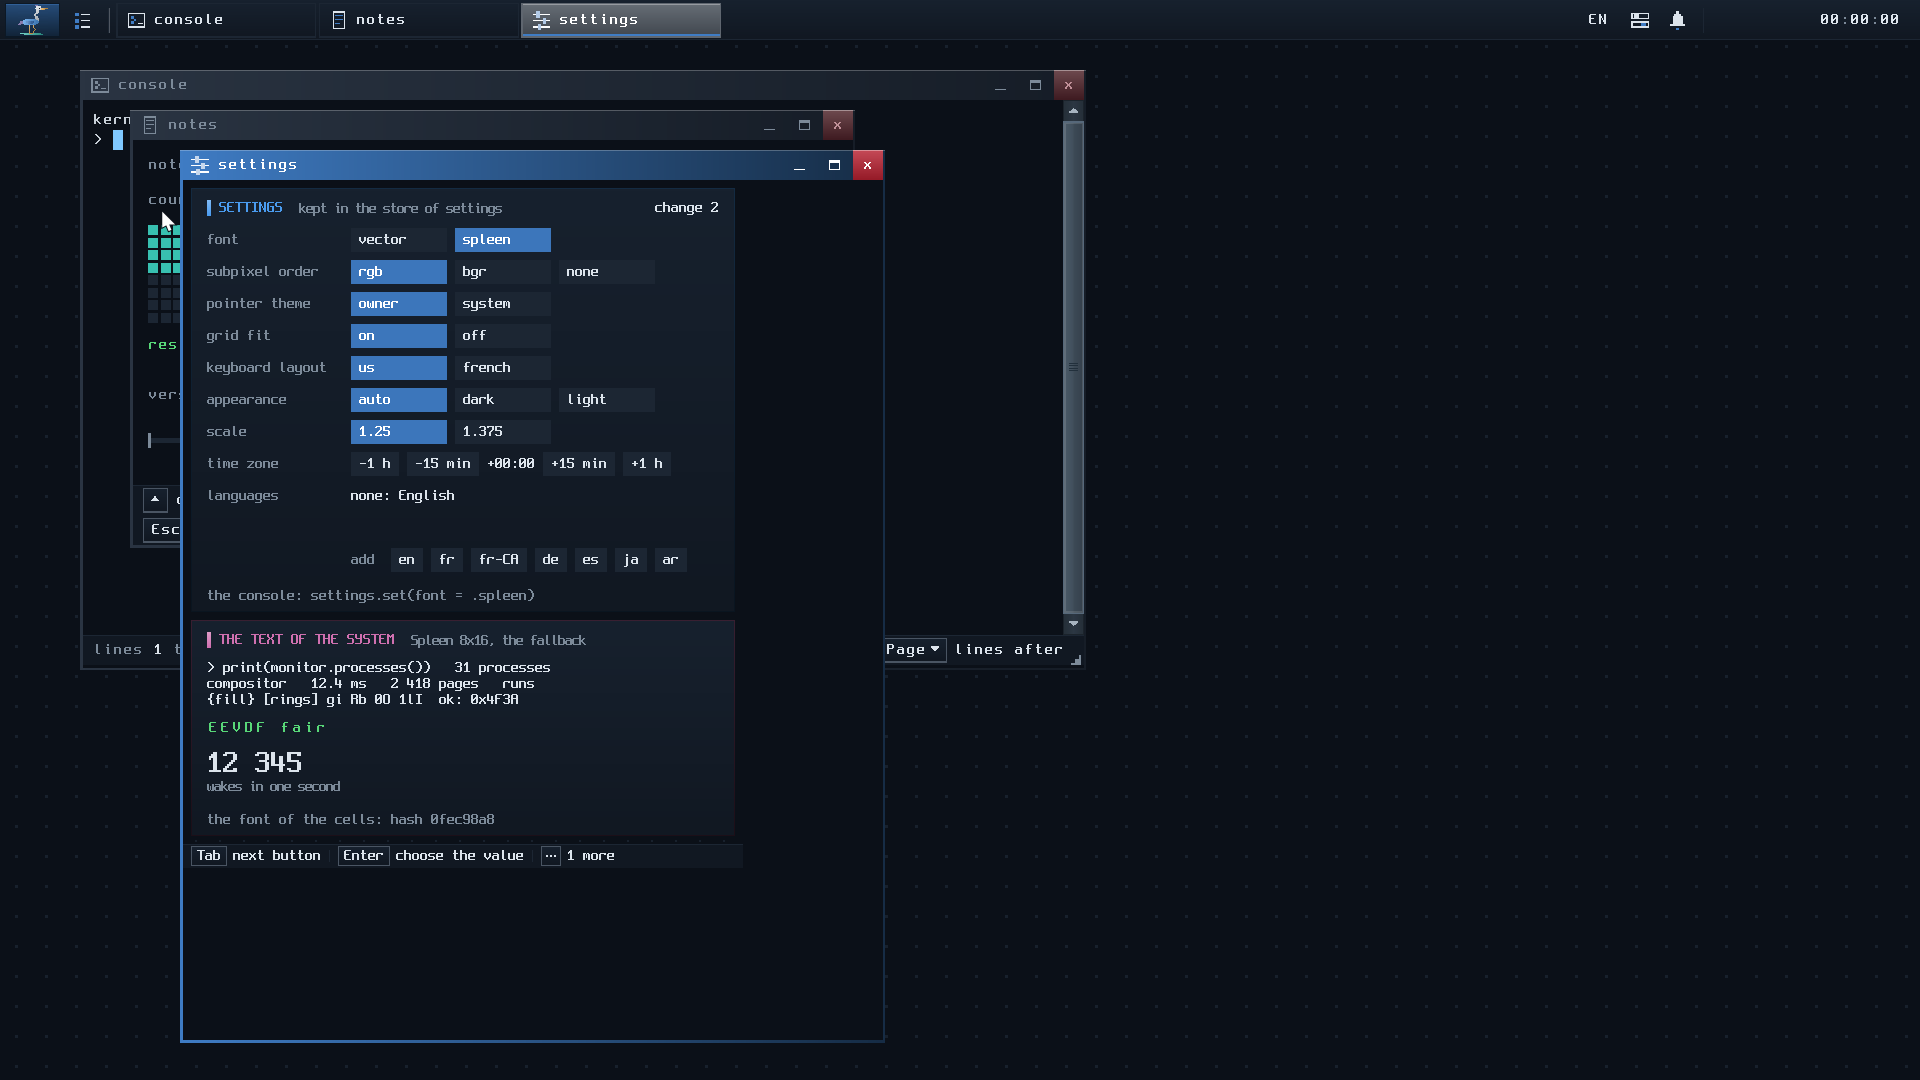 console
notes
settings
EN
00:00:00
console
kern
>
notes
settings
SETTINGS kept in the store of settings change 2
font vector spleen
subpixel order rgb bgr none
pointer theme owner system
grid fit on off
keyboard layout us french
appearance auto dark light
scale 1.25 1.375
time zone -1 h -15 min +00:00 +15 min +1 h
languages none: English
add en fr fr-CA de es ja ar
the console: settings.set(font = .spleen)
THE TEXT OF THE SYSTEM Spleen 8x16, the fallback
> print(monitor.processes()) 31 processes
compositor 12.4 ms 2 418 pages runs
{fill} [rings] gi Rb 0O 1lI ok: 0x4F3A
EEVDF fair
12 345
wakes in one second
the font of the cells: hash 0fec98a8
Tab next button Enter choose the value ... 1 more
res
Esc
lines 1
Page lines after